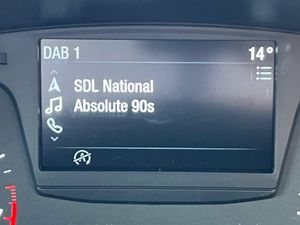 DAB 1
14°
SDL National
Absolute 90s